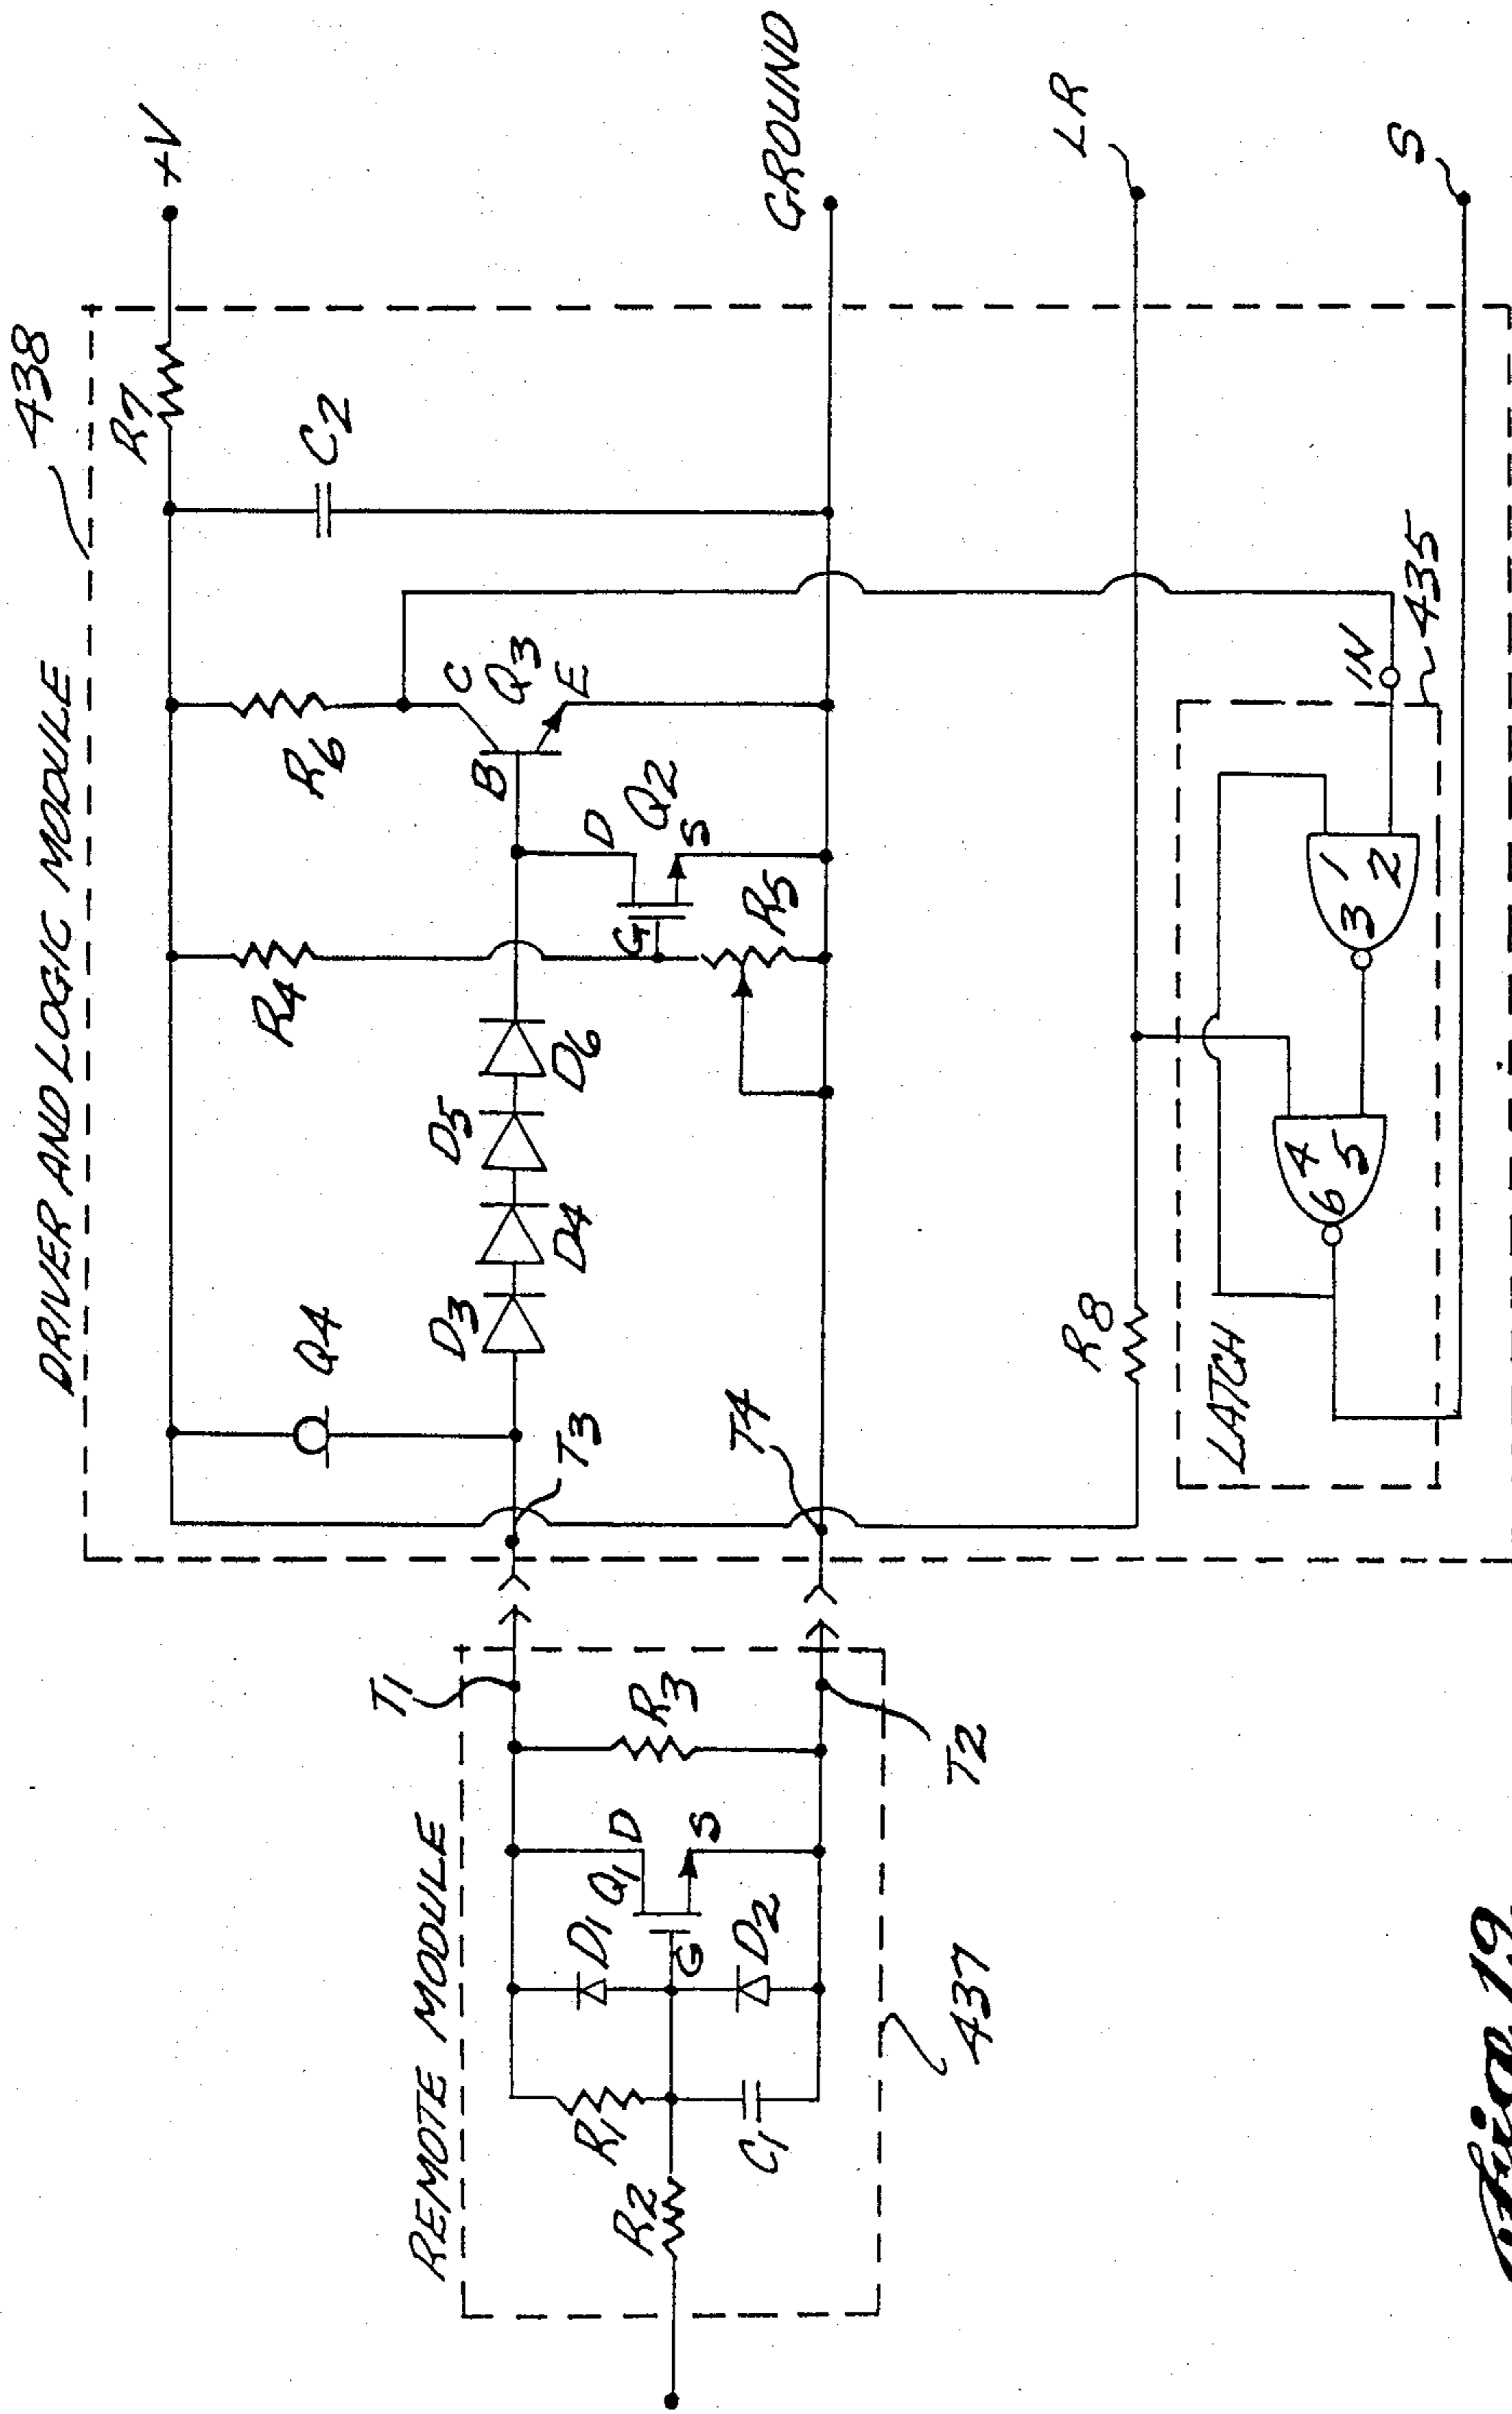 DRIVER AND LOGIC MODULE
438
+V
R7
C2
R6
R4
Q4
C
Q3
E
B
D
Q2
S
G
R5
D3
D4
D5
D6
T3
T4
GROUND
LR
S
R8
LATCH
IN
435
1
2
3
4
5
6
REMOTE MODULE
T1
T2
R3
D
Q1
S
G
D1
D2
R1
R2
C1
437
Fig. 19.